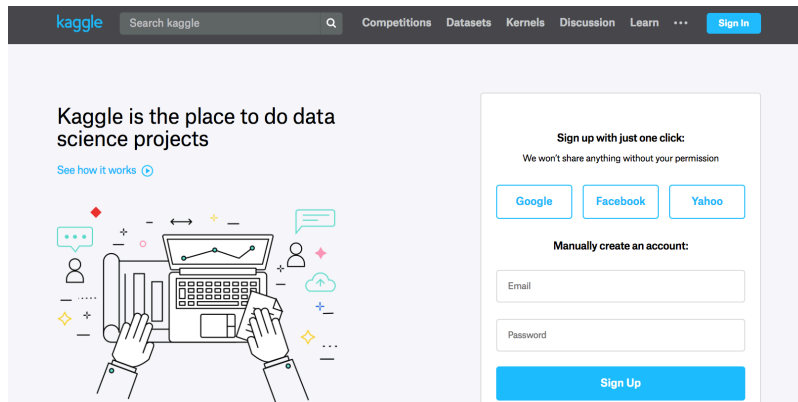 kaggle
Search kaggle
Competitions Datasets Kernels Discussion Learn ••• Sign In
Kaggle is the place to do data
science projects
See how it works
Sign up with just one click:
We won't share anything without your permission
Google Facebook Yahoo
Manually create an account:
Email
Password
Sign Up